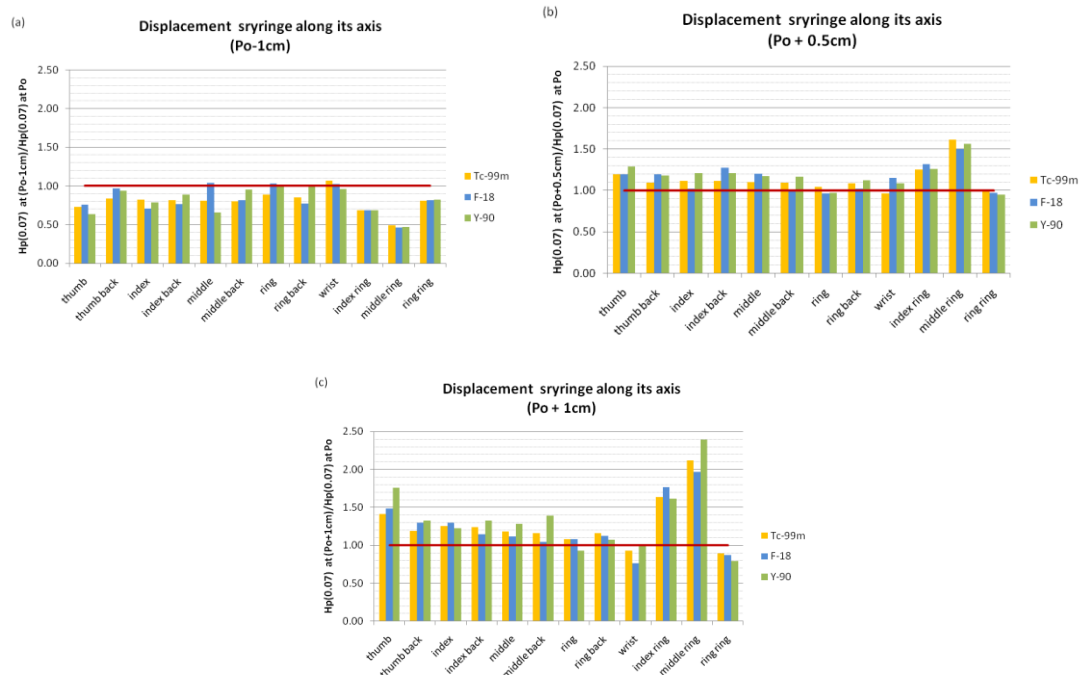 (a)
Displacement sryringe along its axis
(Po-1cm)
Hp(0.07) at (Po-1cm)/Hp(0.07) at Po
2.50
2.00
1.50
1.00
0.50
0.00
thumb
thumb back
index
index back
middle
middle back
ring
ring back
wrist
index ring
middle ring
ring ring
Tc-99m
F-18
Y-90
(b)
Displacement sryringe along its axis
(Po + 0.5cm)
Hp(0.07) at (Po+0.5cm)/Hp(0.07) at Po
2.50
2.00
1.50
1.00
0.50
0.00
thumb
thumb back
index
index back
middle
middle back
ring
ring back
wrist
index ring
middle ring
ring ring
Tc-99m
F-18
Y-90
(c)
Displacement sryringe along its axis
(Po + 1cm)
Hp(0.07) at (Po+1cm)/Hp(0.07) at Po
2.50
2.00
1.50
1.00
0.50
0.00
thumb
thumb back
index
index back
middle
middle back
ring
ring back
wrist
index ring
middle ring
ring ring
Tc-99m
F-18
Y-90